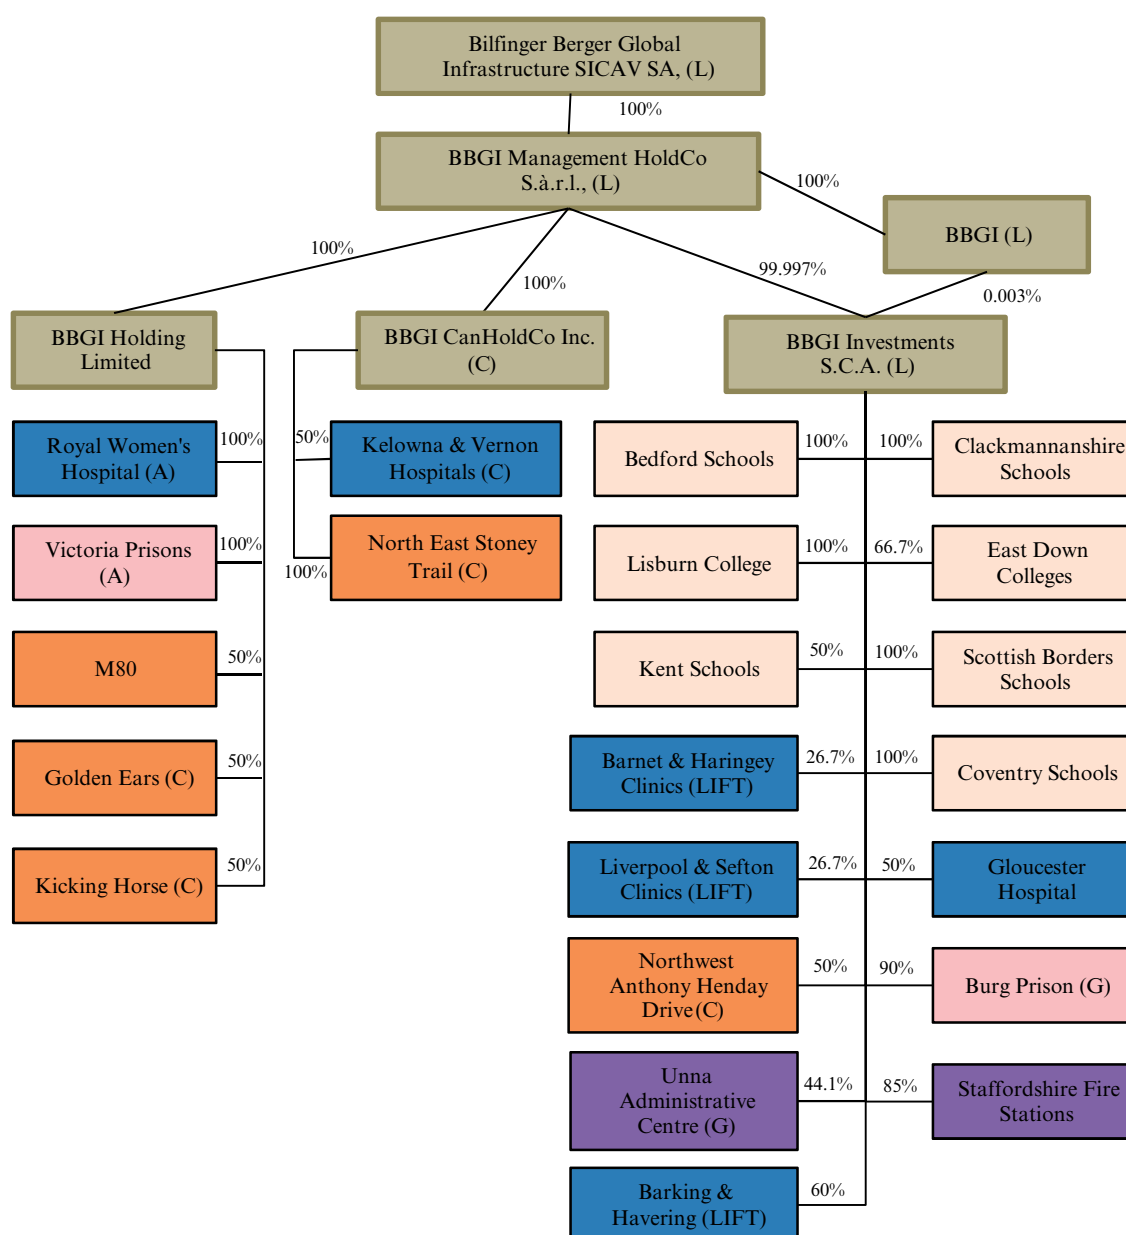 Bilfinger Berger Global
Infrastructure SICAV SA, (L)
100%
BBGI Management HoldCo
S.à.r.l., (L)
100%
BBGI (L)
100%
100%
99.997%
0.003%
BBGI Holding
Limited
BBGI CanHoldCo Inc.
(C)
BBGI Investments
S.C.A. (L)
Royal Women's
Hospital (A)
100%
50%
Kelowna & Vernon
Hospitals (C)
Victoria Prisons
(A)
100%
100%
North East Stoney
Trail (C)
M80
50%
Golden Ears (C)
50%
Kicking Horse (C)
50%
Bedford Schools
100%
100%
Clackmannanshire
Schools
Lisburn College
100%
66.7%
East Down
Colleges
Kent Schools
50%
100%
Scottish Borders
Schools
Barnet & Haringey
Clinics (LIFT)
26.7%
100%
Coventry Schools
Liverpool & Sefton
Clinics (LIFT)
26.7%
50%
Gloucester
Hospital
Northwest
Anthony Henday
Drive (C)
50%
90%
Burg Prison (G)
Unna
Administrative
Centre (G)
44.1%
85%
Staffordshire Fire
Stations
Barking &
Havering (LIFT)
60%